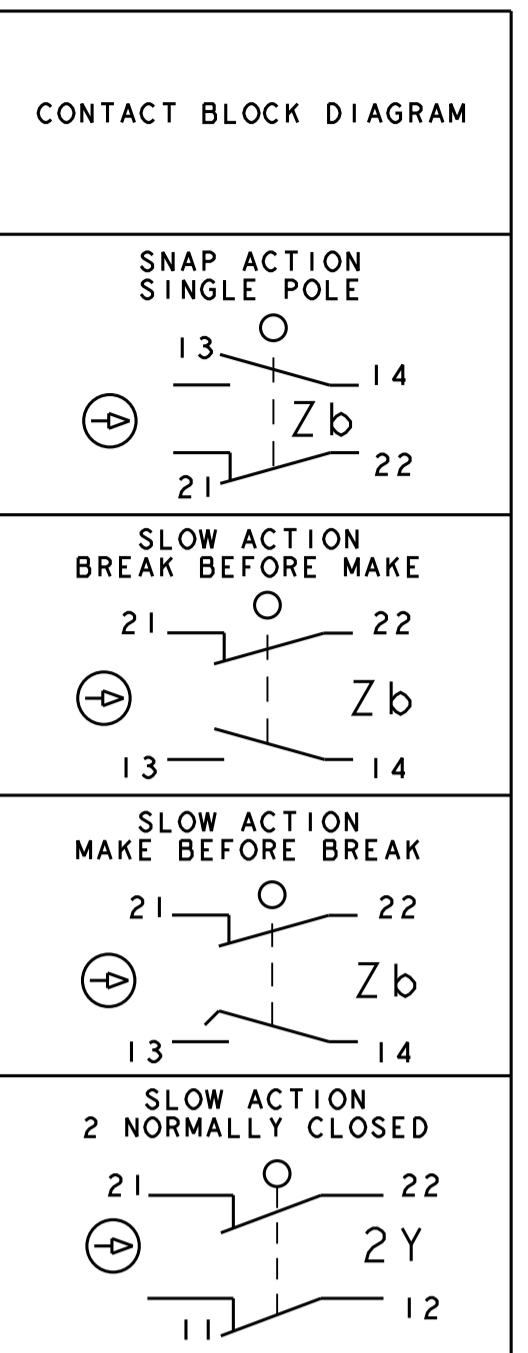 CONTACT BLOCK DIAGRAM
SNAP ACTION
SINGLE POLE
13
14
Zb
21
22
SLOW ACTION
BREAK BEFORE MAKE
21
22
Zb
13
14
SLOW ACTION
MAKE BEFORE BREAK
21
22
Zb
13
14
SLOW ACTION
2 NORMALLY CLOSED
21
22
2Y
11
12